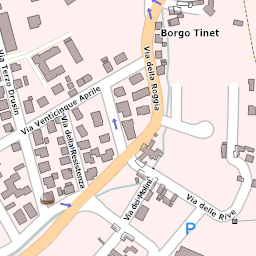 Borgo Tinet
Via della Roggia
Via Terzo Drusin
Via Venticinque Aprile
Via della Resistenza
Via dei Molini
Via delle Rive
P